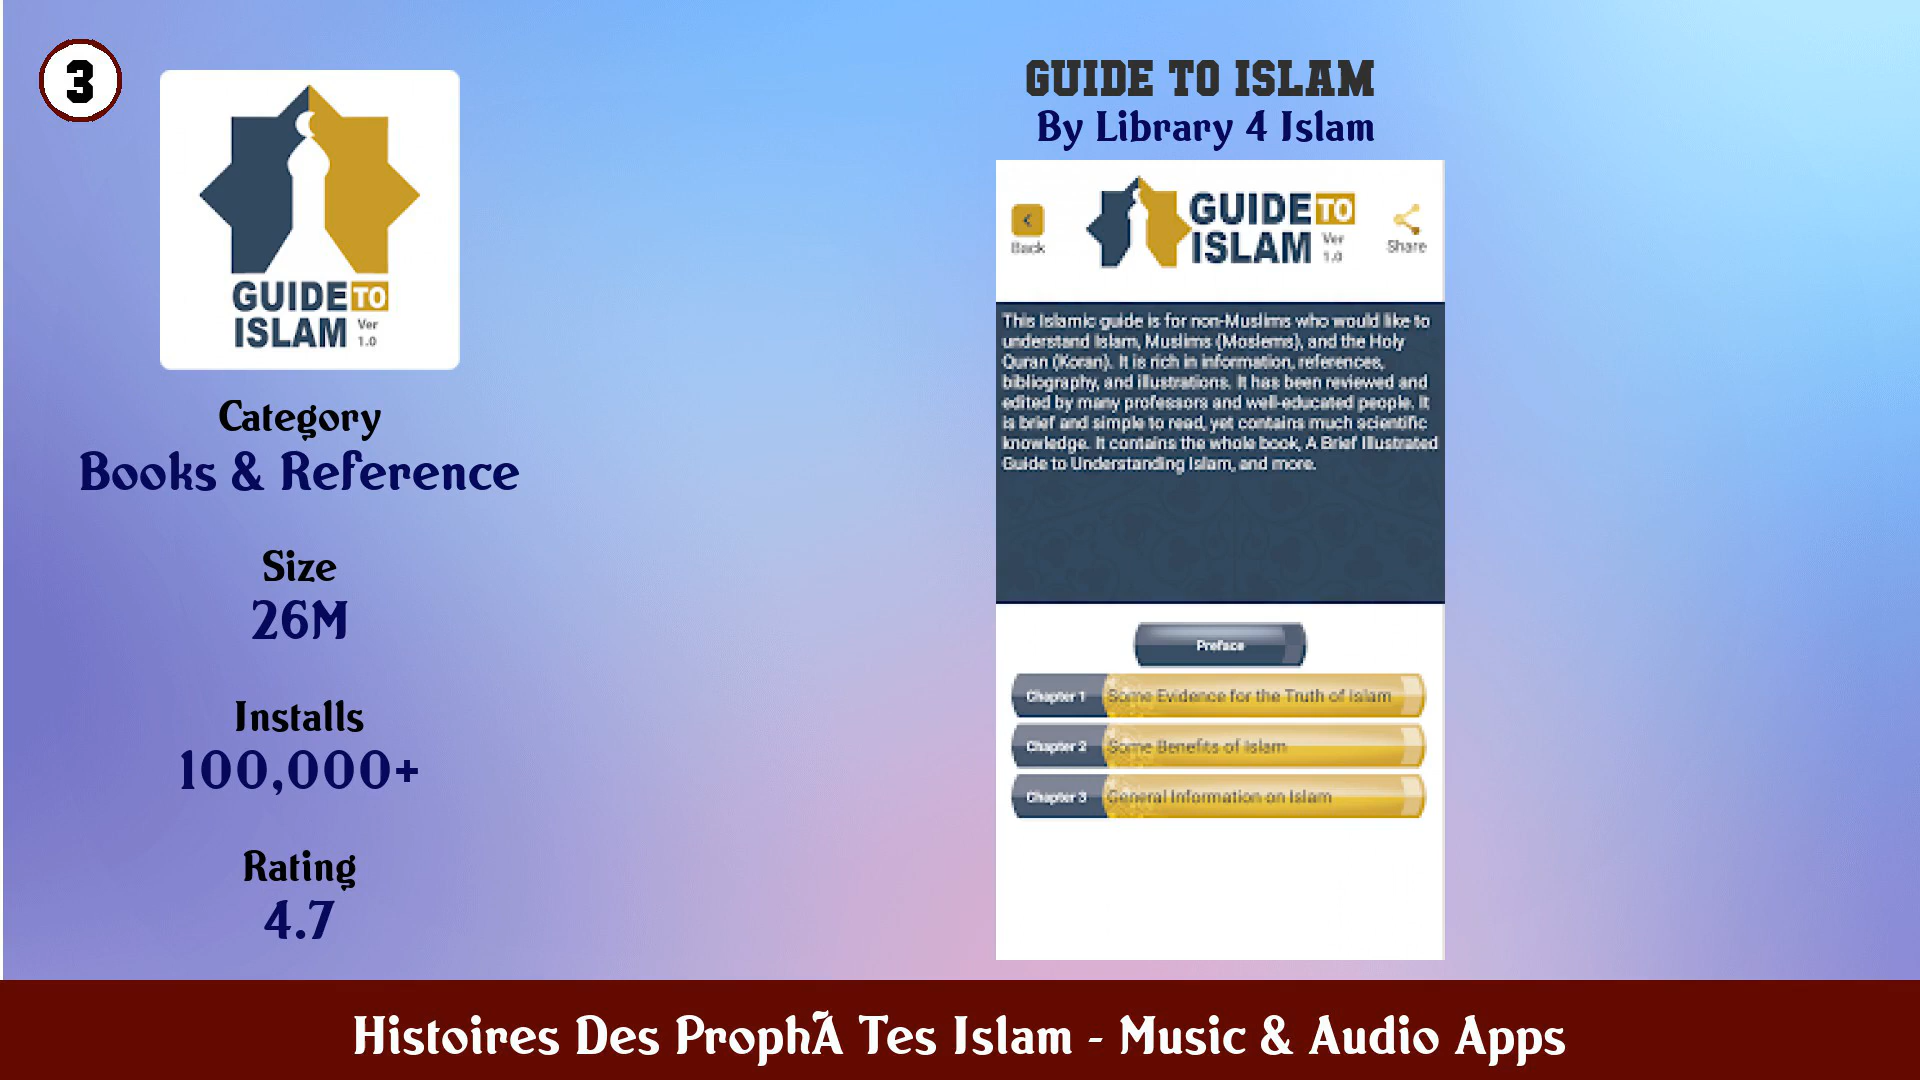 3
GUIDE TO
ISLAM Ver
1.0
Category
Books & Reference
Size
26M
Installs
100,000+
Rating
4.7
GUIDE TO ISLAM
By Library 4 Islam
Back
GUIDE TO
ISLAM Ver
1.0
Share
This Islamic guide is for non-Muslims who would like to
understand Islam, Muslims (Moslems), and the Holy
Quran (Koran). It is rich in information, references,
bibliography, and illustrations. It has been reviewed and
edited by many professors and well-educated people. It
is brief and simple to read, yet contains much scientific
knowledge. It contains the whole book, A Brief Illustrated
Guide to Understanding Islam, and more.
Preface
Chapter 1 Some Evidence for the Truth of Islam
Chapter 2 Some Benefits of Islam
Chapter 3 General Information on Islam
Histoires Des ProphÃ Tes Islam - Music & Audio Apps